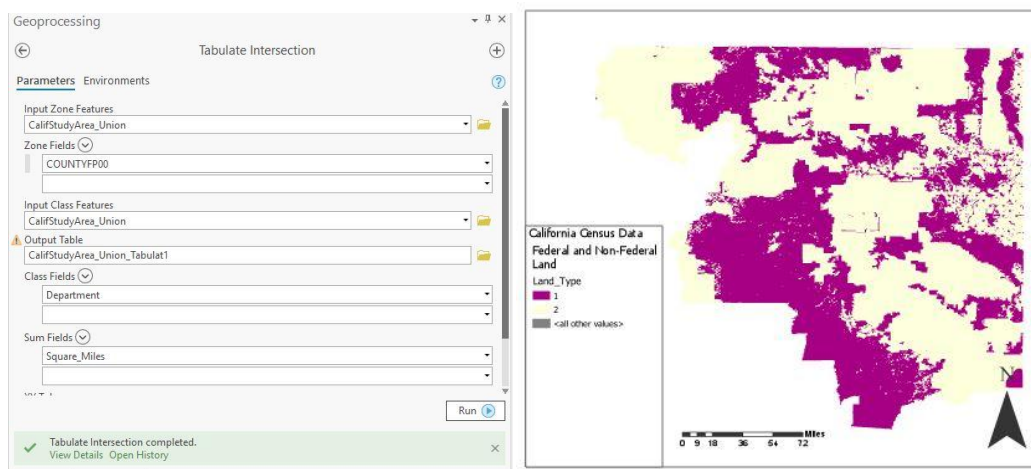 Geoprocessing
Tabulate Intersection
Parameters Environments
Input Zone Features
CalifStudyArea_Union
Zone Fields
COUNTYFP00
Input Class Features
CalifStudyArea_Union
Output Table
CalifStudyArea_Union_Tabulat1
Class Fields
Department
Sum Fields
Square_Miles
Run
Tabulate Intersection completed.
View Details Open History
California Census Data
Federal and Non-Federal
Land
Land_Type
1
2
<all other values>
N
Miles
0 9 18 36 54 72